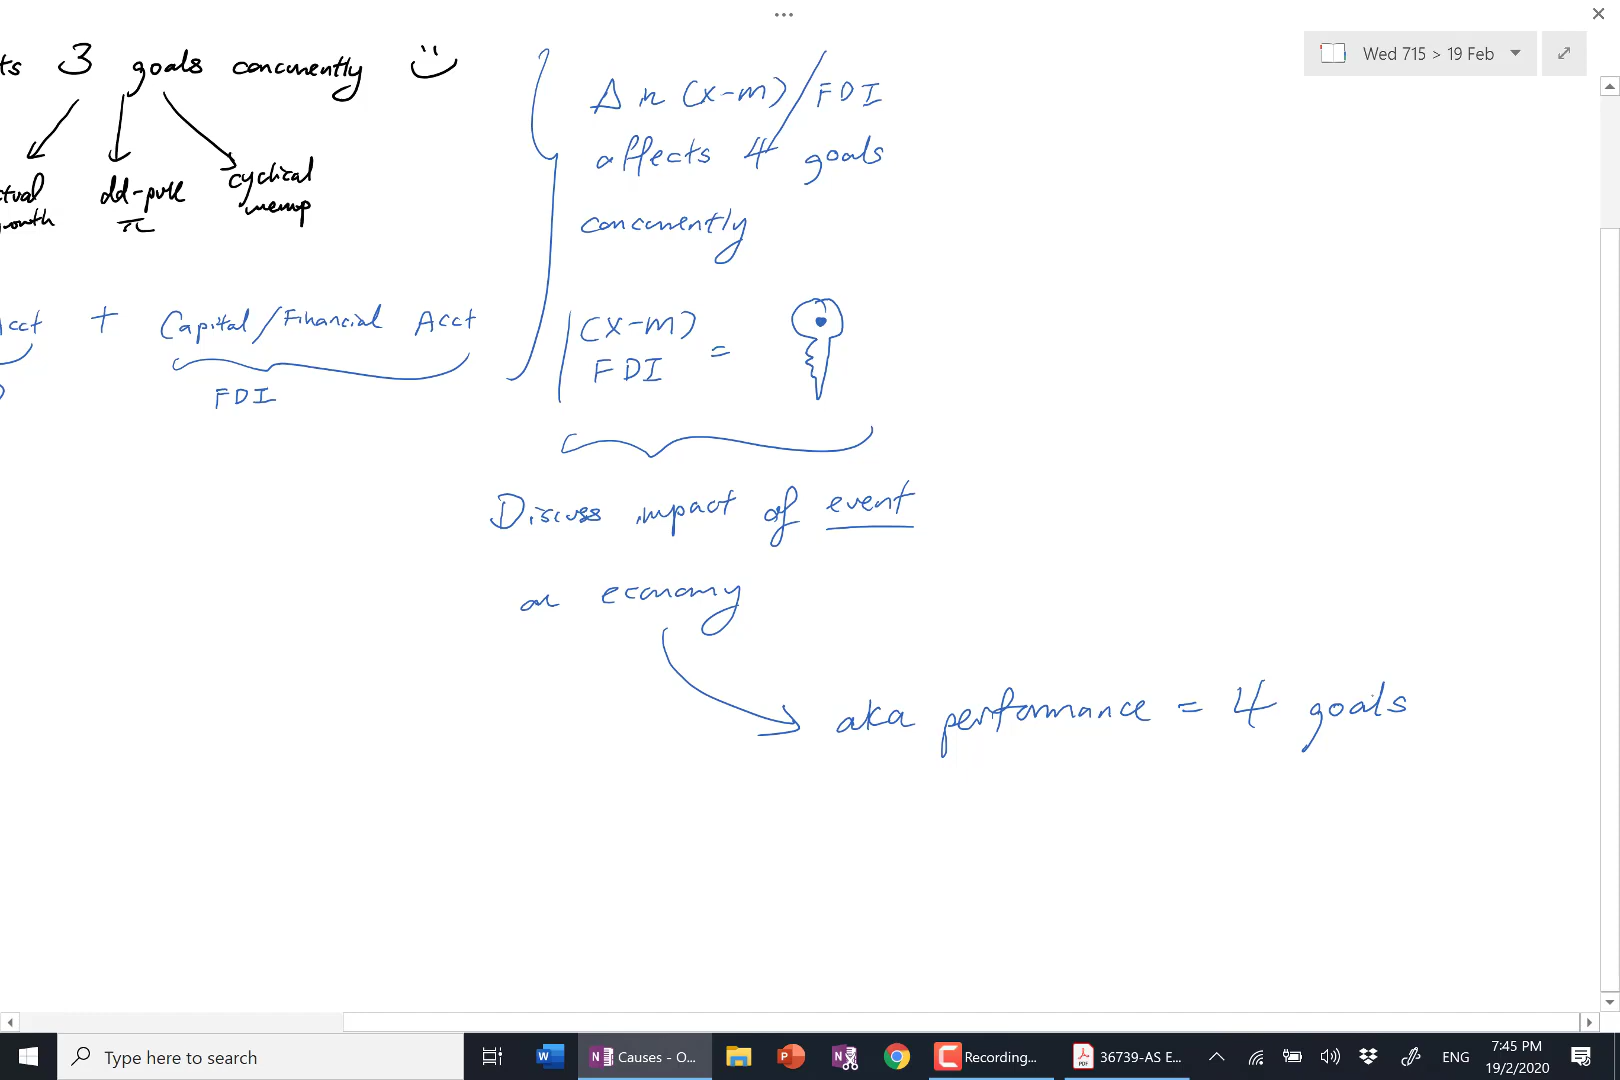 Wed 715 > 19 Feb
ts 3 goals concurrently
tual
growth
dd-pull
π
cyclical
unemp
Δ in (X-M)/FDI
affects 4 goals
concurrently
Acct + Capital/Financial Acct
FDI
(X-M)
FDI =
Discuss impact of event
on economy
aka performance = 4 goals
Type here to search
Causes - O...
Recording...
36739-AS E...
ENG
7:45 PM
19/2/2020